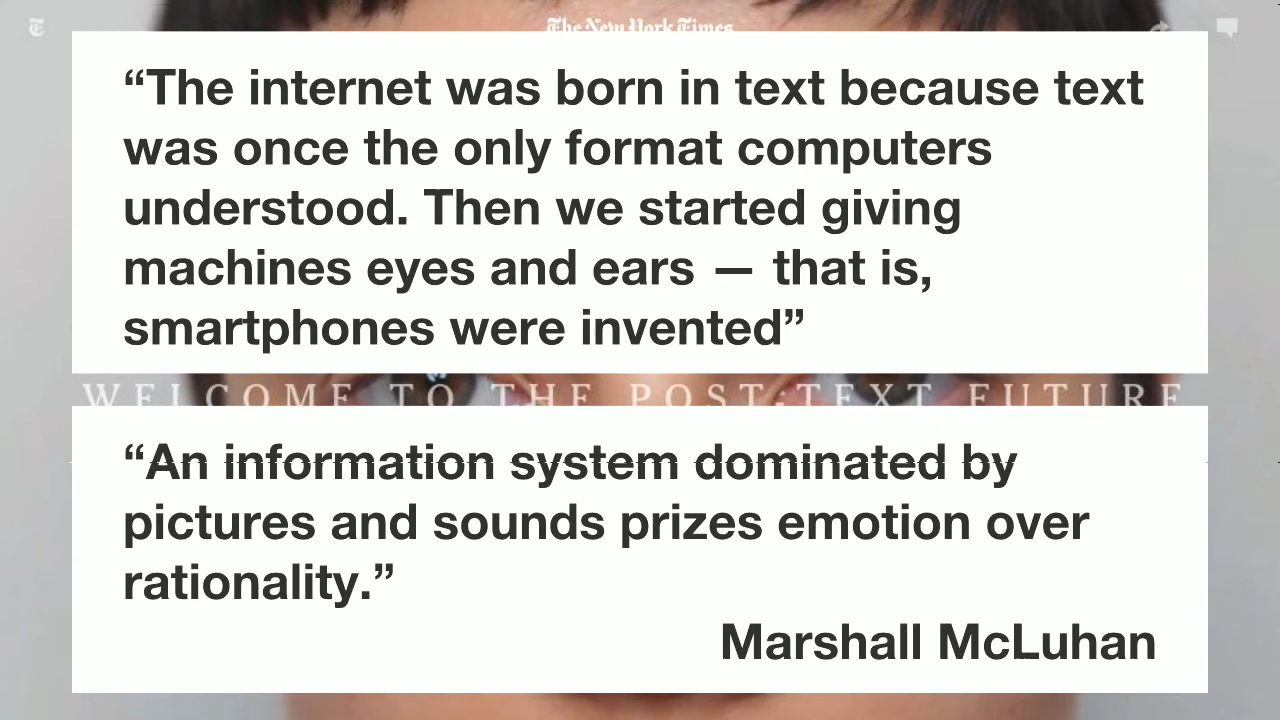 The New York Times
“The internet was born in text because text
was once the only format computers
understood. Then we started giving
machines eyes and ears — that is,
smartphones were invented”
WELCOME TO THE POST-TEXT FUTURE
“An information system dominated by
pictures and sounds prizes emotion over
rationality.”
Marshall McLuhan